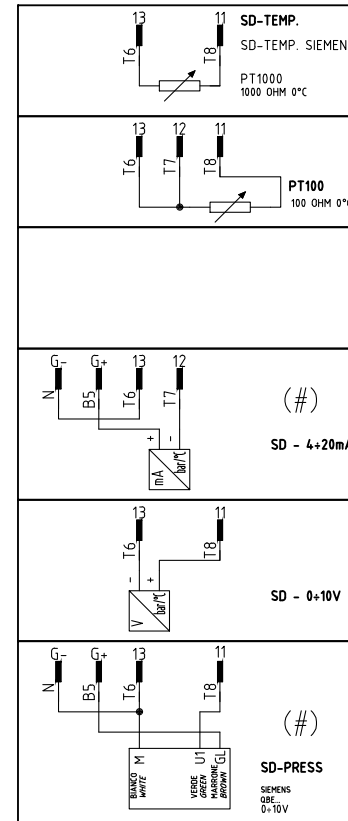 13 11 SD-TEMP.
T6 T8 SD-TEMP. SIEMEN
PT1000
1000 OHM 0°C
13 12 11
T6 T7 T8
PT100
100 OHM 0°C
G- G+ 13 12
N B5 T6 T7
(#)
+ -
mA bar/°C
SD - 4÷20mA
13 11
T6 T8
- +
V bar/°C
SD - 0÷10V
G- G+ 13 11
N B5 T6 T8
(#)
M U1 GL
BIANCO VERDE MARRONE
WHITE GREEN BROWN
SD-PRESS
SIEMENS
QBE...
0÷10V